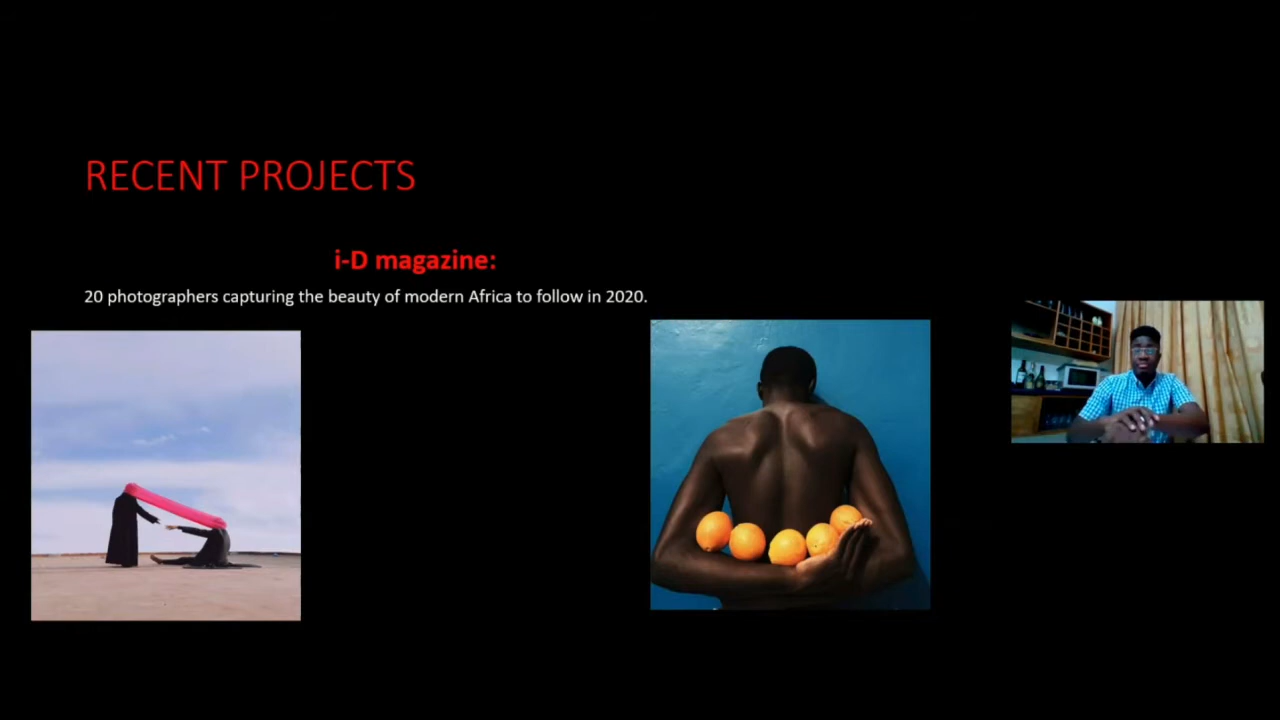 RECENT PROJECTS
i-D magazine:
20 photographers capturing the beauty of modern Africa to follow in 2020.